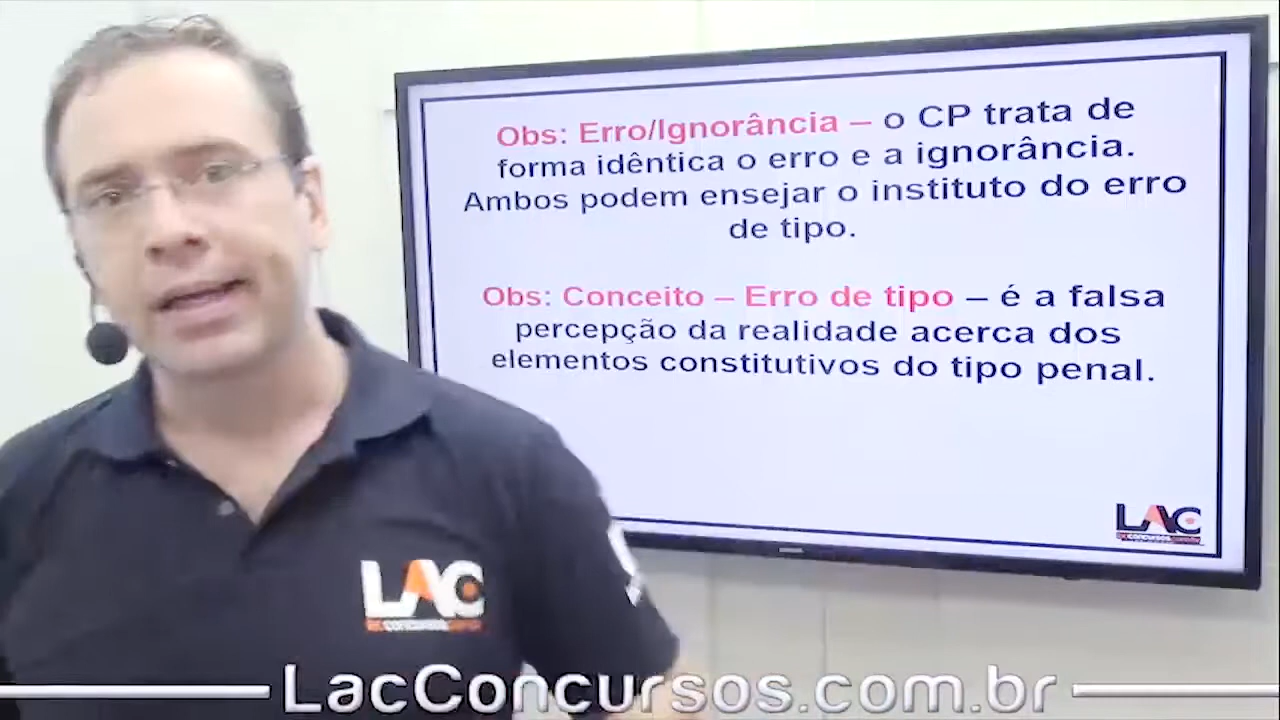 Obs: Erro/Ignorância – o CP trata de
forma idêntica o erro e a ignorância.
Ambos podem ensejar o instituto do erro
de tipo.
Obs: Conceito – Erro de tipo – é a falsa
percepção da realidade acerca dos
elementos constitutivos do tipo penal.
LAC
LAC
LacConcursos.com.br